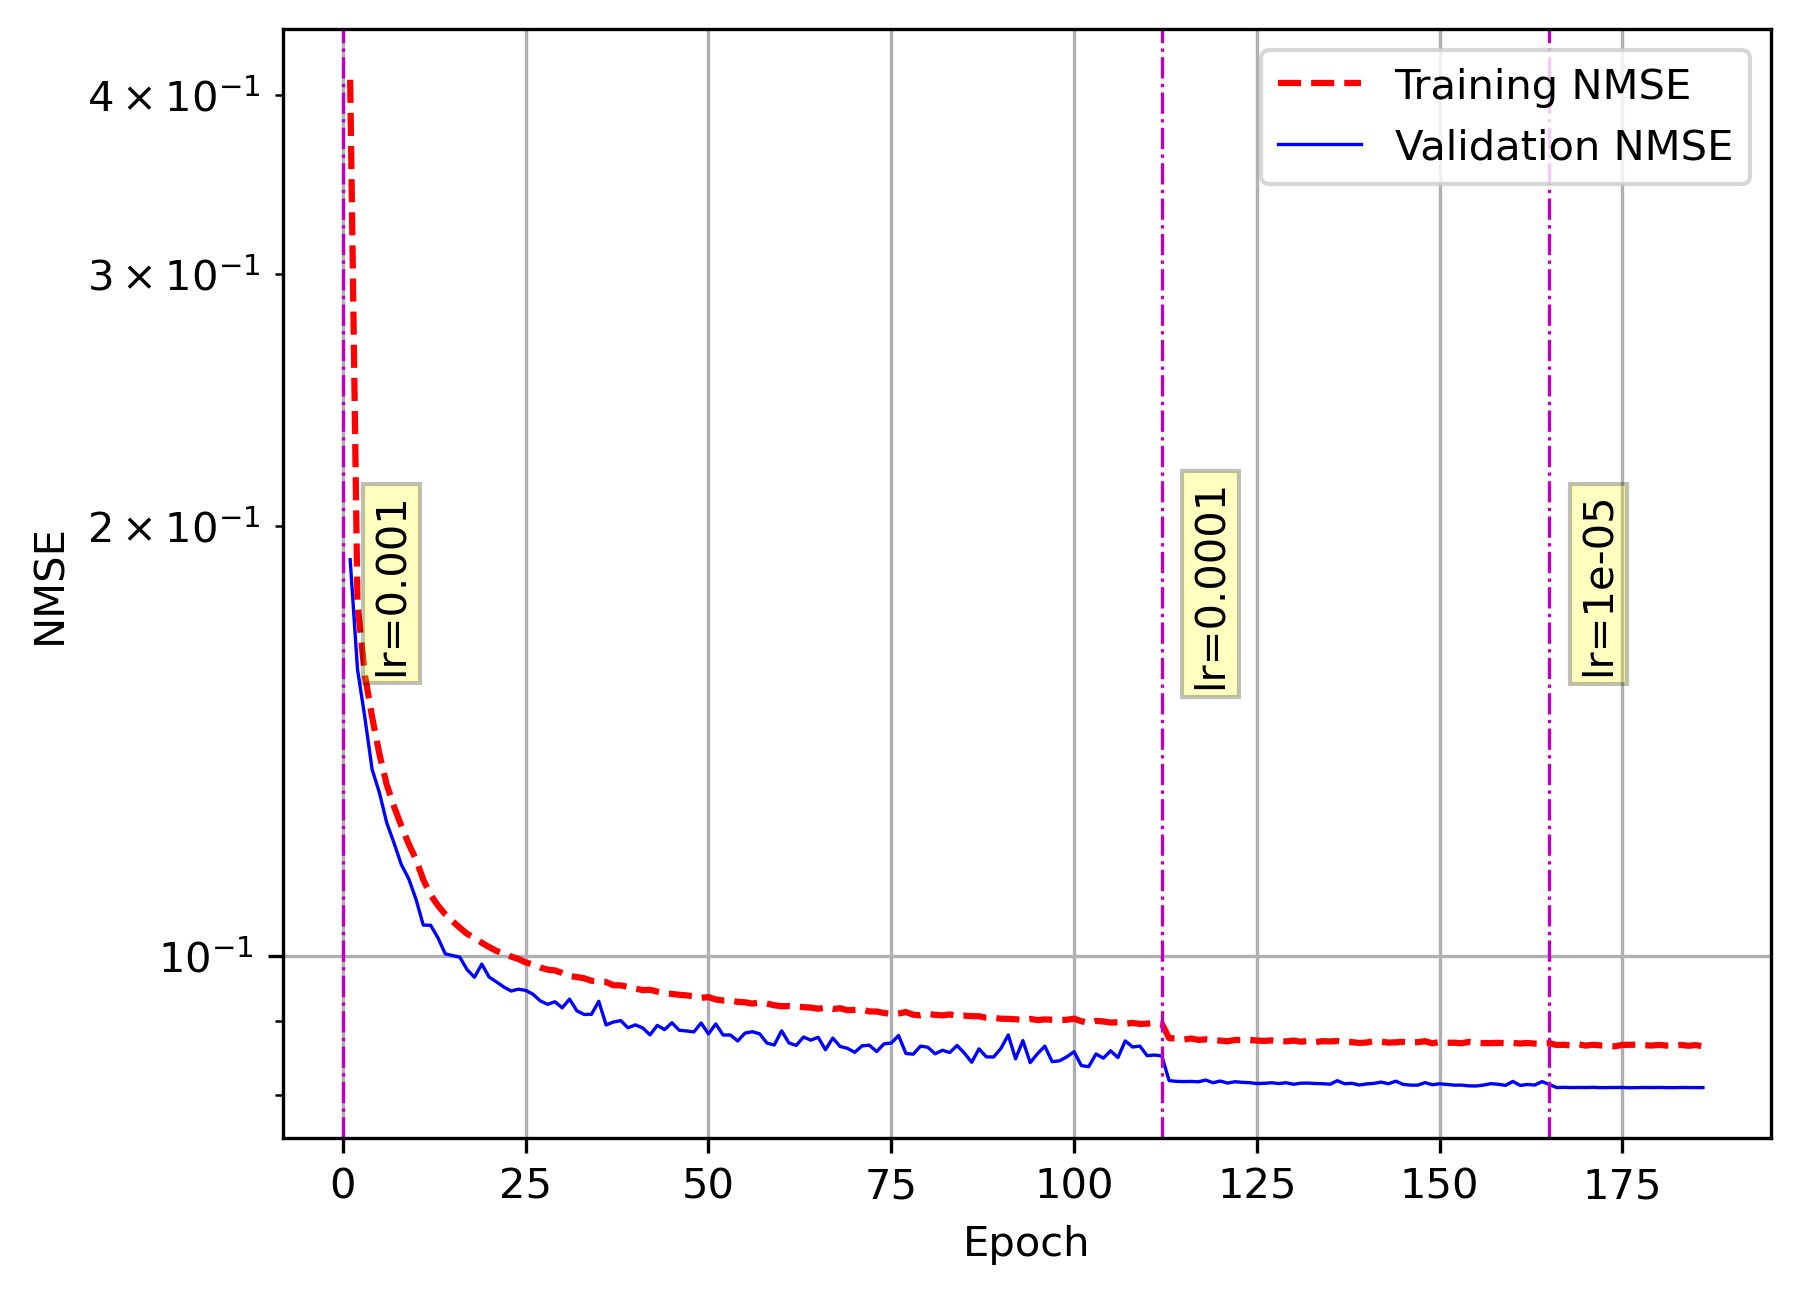 Training NMSE
Validation NMSE
4 × 10⁻¹
3 × 10⁻¹
2 × 10⁻¹
10⁻¹
NMSE
lr=0.001
lr=0.0001
lr=1e-05
0 25 50 75 100 125 150 175
Epoch